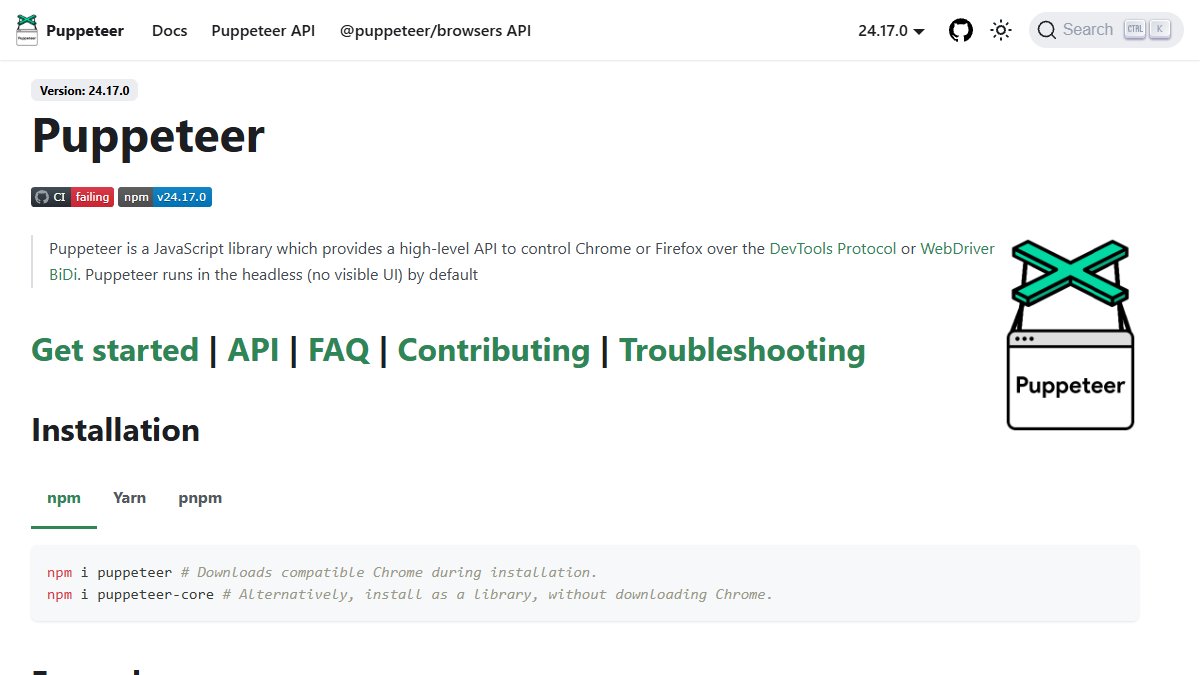 Puppeteer Docs Puppeteer API @puppeteer/browsers API 24.17.0 Search CTRL K
Version: 24.17.0
Puppeteer
CI failing npm v24.17.0
Puppeteer is a JavaScript library which provides a high-level API to control Chrome or Firefox over the DevTools Protocol or WebDriver
BiDi. Puppeteer runs in the headless (no visible UI) by default
Puppeteer
Get started | API | FAQ | Contributing | Troubleshooting
Installation
npm Yarn pnpm
npm i puppeteer # Downloads compatible Chrome during installation.
npm i puppeteer-core # Alternatively, install as a library, without downloading Chrome.